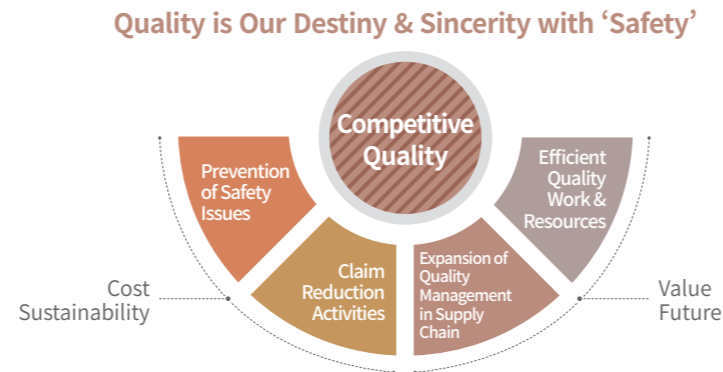 Quality is Our Destiny & Sincerity with ‘Safety’
Competitive
Quality
Prevention
of Safety
Issues
Claim
Reduction
Activities
Expansion of
Quality
Management
in Supply
Chain
Efficient
Quality
Work &
Resources
Cost
Sustainability
Value
Future